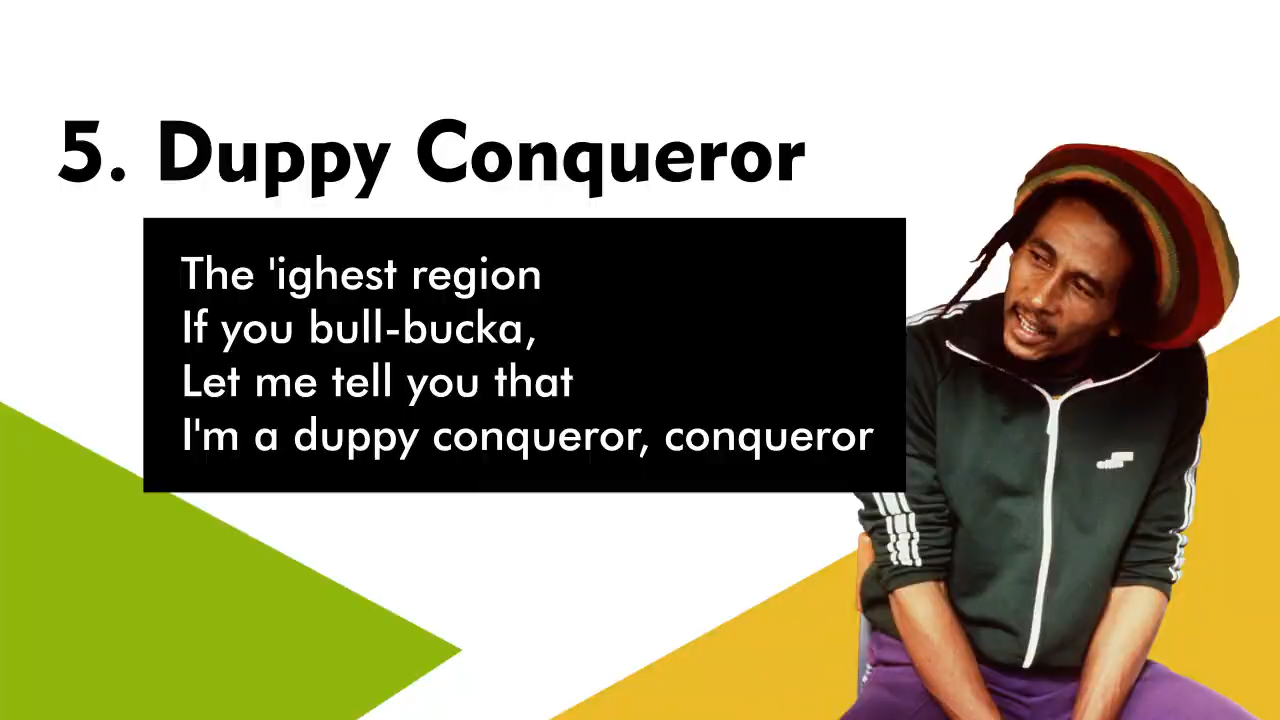 5. Duppy Conqueror
The 'ighest region
If you bull-bucka,
Let me tell you that
I'm a duppy conqueror, conqueror